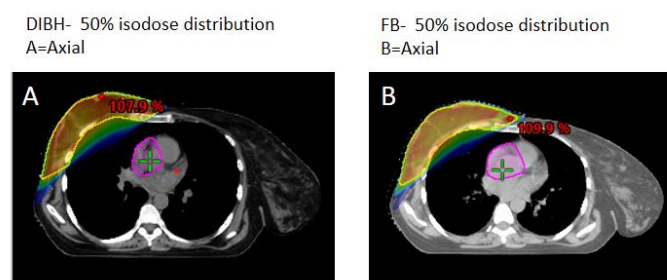 DIBH- 50% isodose distribution
A=Axial
FB- 50% isodose distribution
B=Axial
A
107.9 %
B
109.9 %